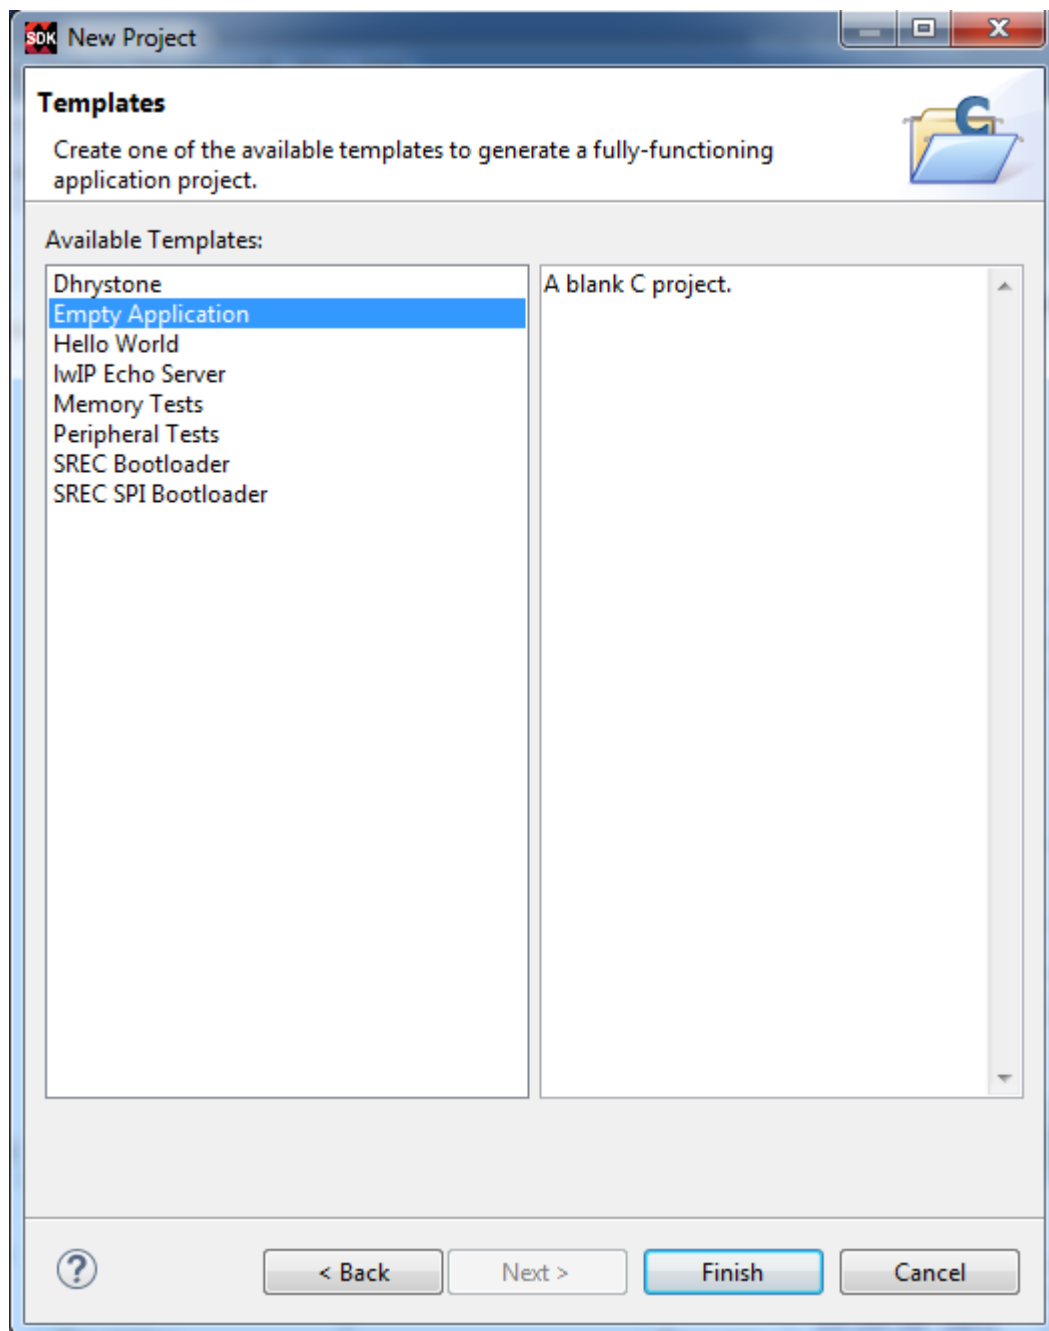 SDK New Project
Templates
Create one of the available templates to generate a fully-functioning
application project.
C
Available Templates:
Dhrystone
Empty Application
Hello World
lwIP Echo Server
Memory Tests
Peripheral Tests
SREC Bootloader
SREC SPI Bootloader
A blank C project.
?
< Back
Next >
Finish
Cancel